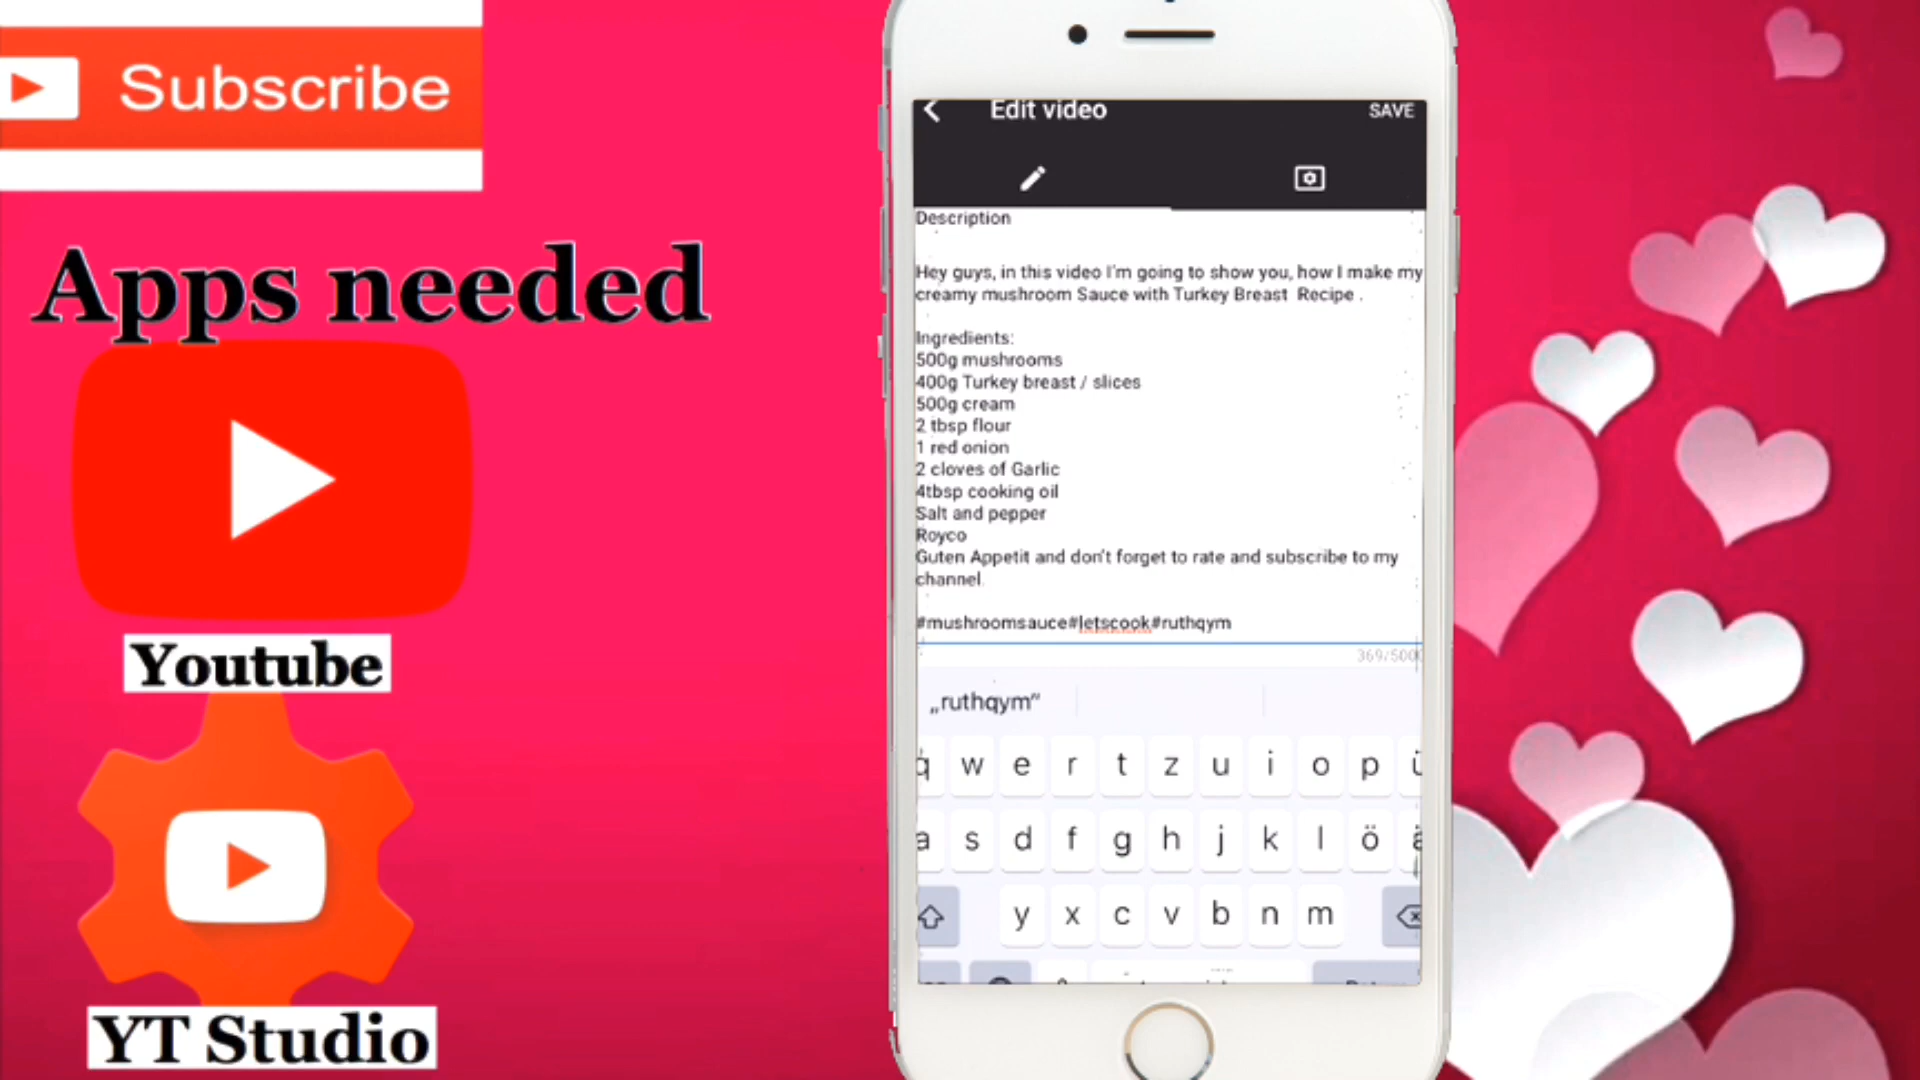 Subscribe
Apps needed
Youtube
YT Studio
Edit video
SAVE
Description
Hey guys, in this video I'm going to show you, how I make my
creamy mushroom Sauce with Turkey Breast Recipe .
Ingredients:
500g mushrooms
400g Turkey breast / slices
500g cream
2 tbsp flour
1 red onion
2 cloves of Garlic
4tbsp cooking oil
Salt and pepper
Royco
Guten Appetit and don't forget to rate and subscribe to my
channel.
#mushroomsauce#letscook#ruthqym
369/5000
„ruthqym“
q w e r t z u i o p ü
a s d f g h j k l ö ä
y x c v b n m